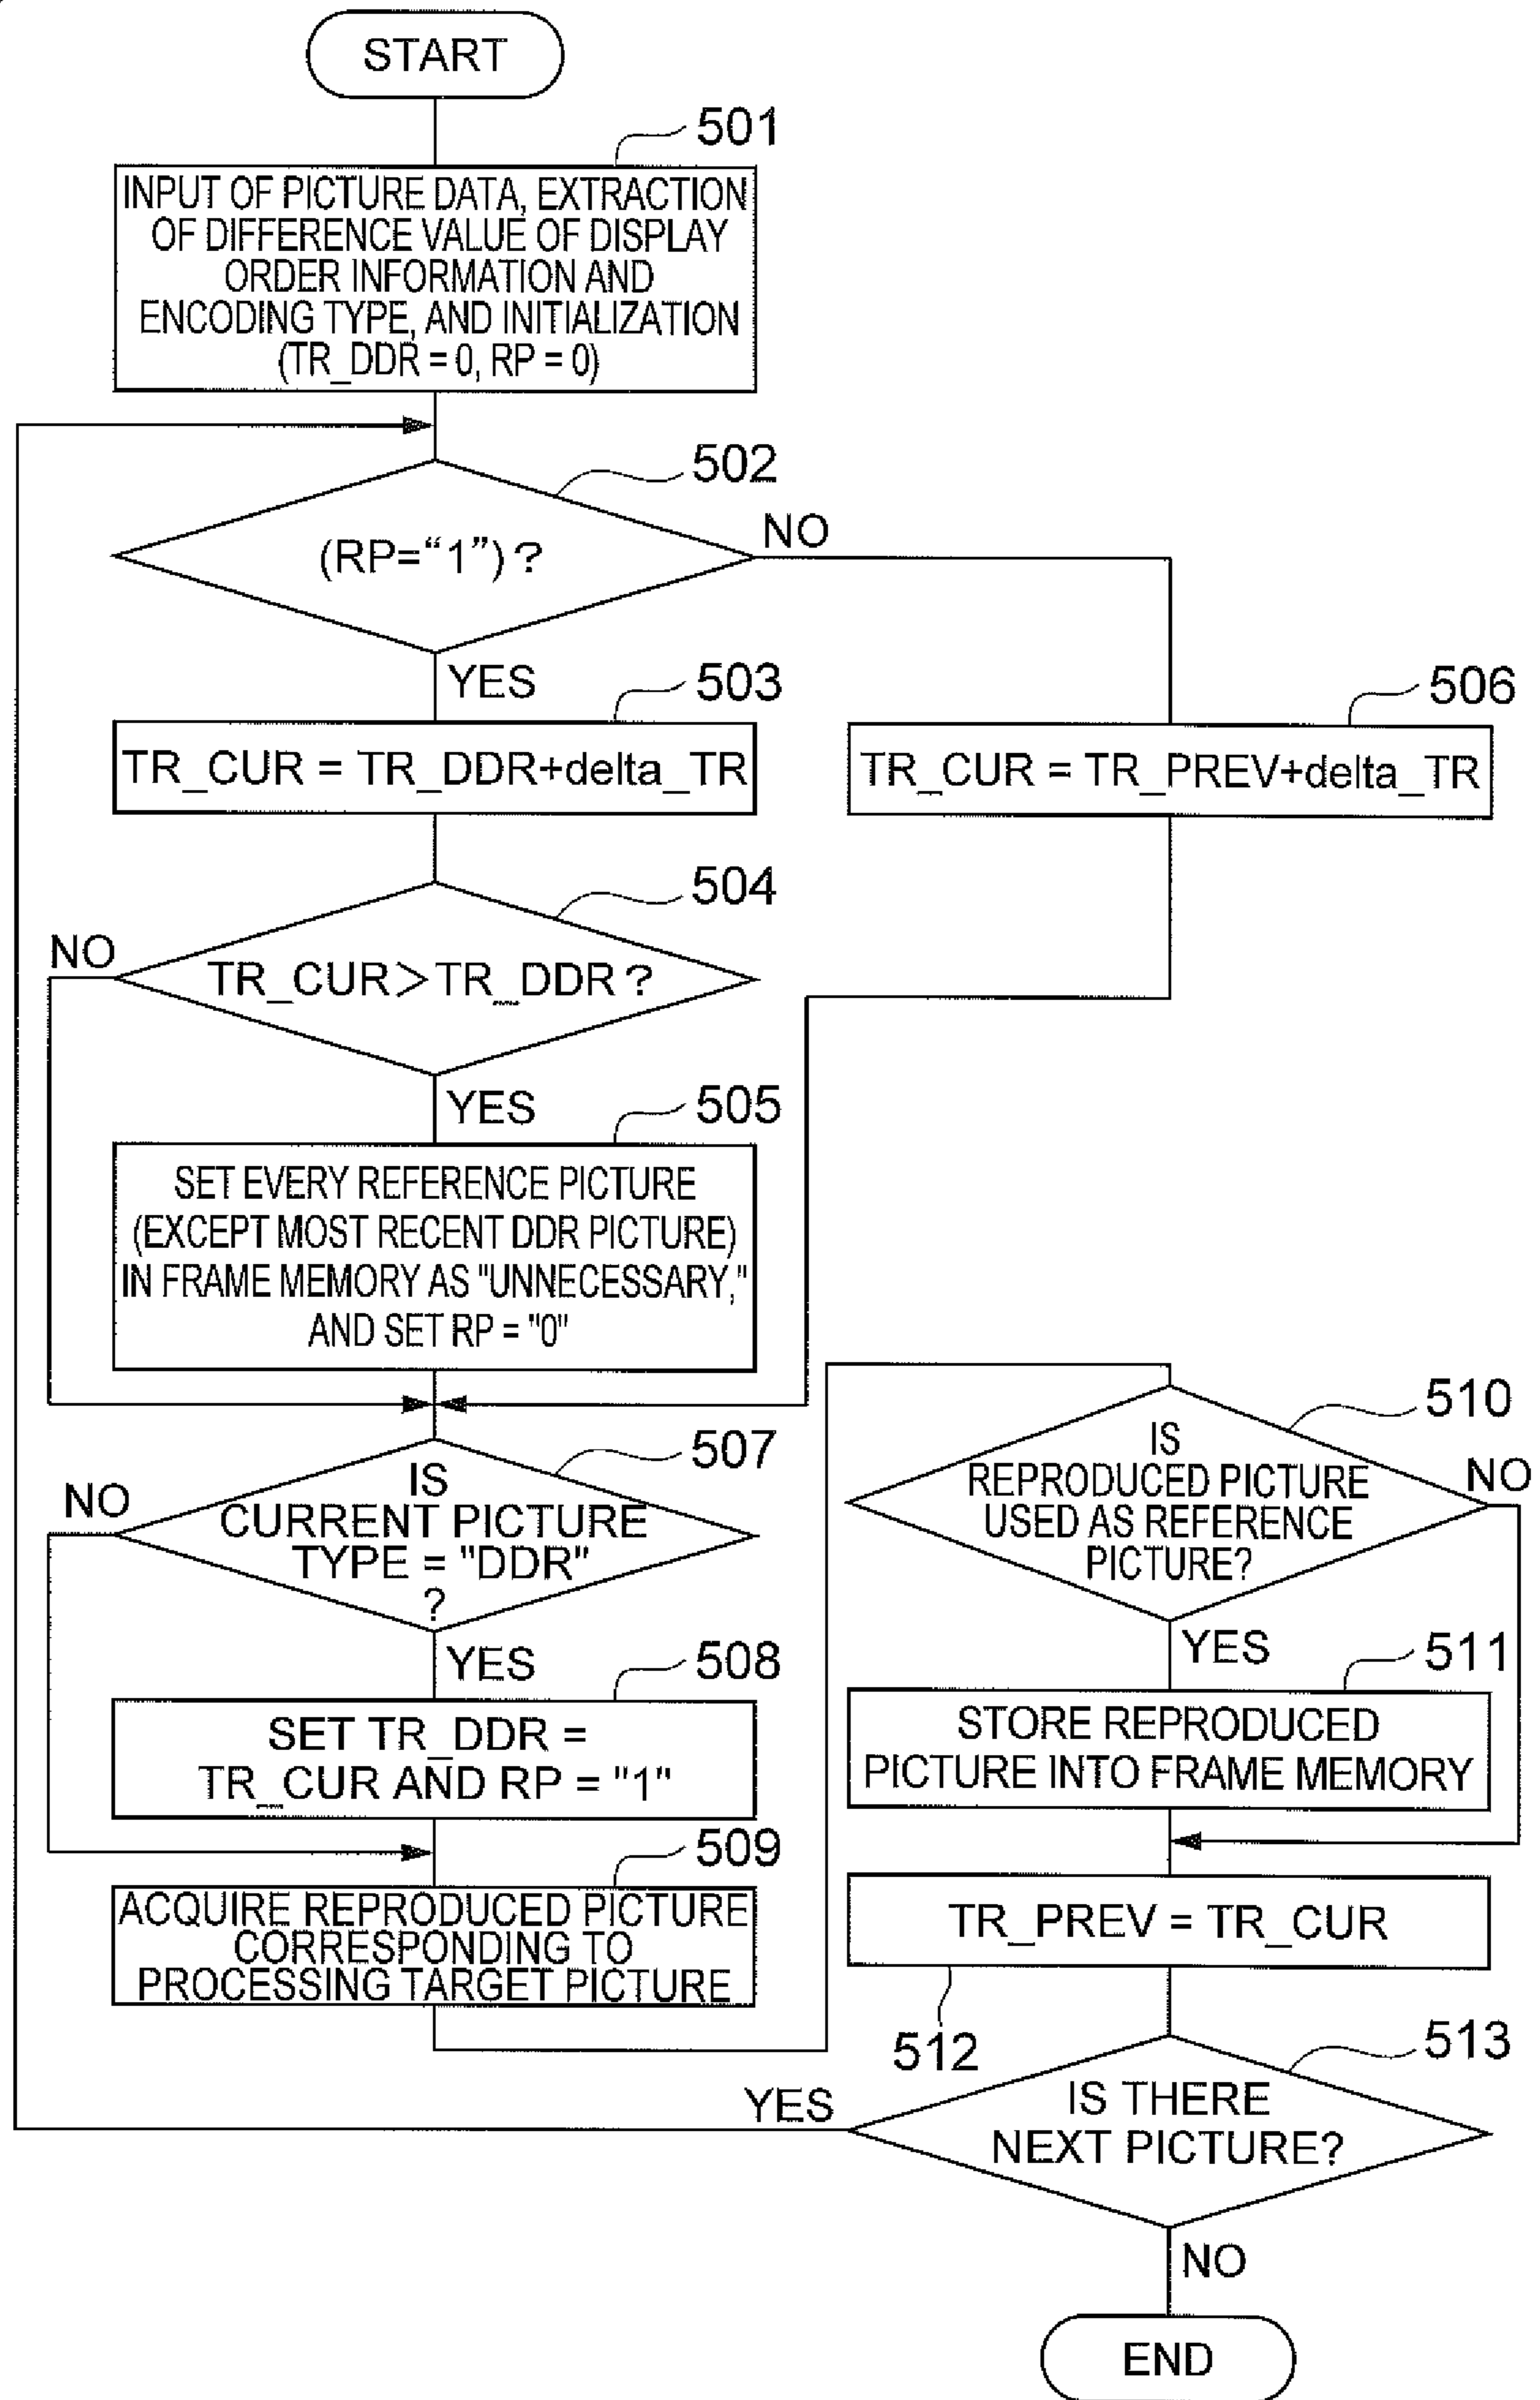 START
501
INPUT OF PICTURE DATA, EXTRACTION
OF DIFFERENCE VALUE OF DISPLAY
ORDER INFORMATION AND
ENCODING TYPE, AND INITIALIZATION
(TR_DDR = 0, RP = 0)
502
(RP="1") ?
NO
YES
503
TR_CUR = TR_DDR+delta_TR
506
TR_CUR = TR_PREV+delta_TR
504
NO
TR_CUR>TR_DDR ?
YES
505
SET EVERY REFERENCE PICTURE
(EXCEPT MOST RECENT DDR PICTURE)
IN FRAME MEMORY AS "UNNECESSARY,"
AND SET RP = "0"
507
NO
IS
CURRENT PICTURE
TYPE = "DDR"
?
YES
508
SET TR_DDR =
TR_CUR AND RP = "1"
509
ACQUIRE REPRODUCED PICTURE
CORRESPONDING TO
PROCESSING TARGET PICTURE
510
IS
REPRODUCED PICTURE
USED AS REFERENCE
PICTURE?
NO
YES
511
STORE REPRODUCED
PICTURE INTO FRAME MEMORY
TR_PREV = TR_CUR
512
513
YES
IS THERE
NEXT PICTURE?
NO
END